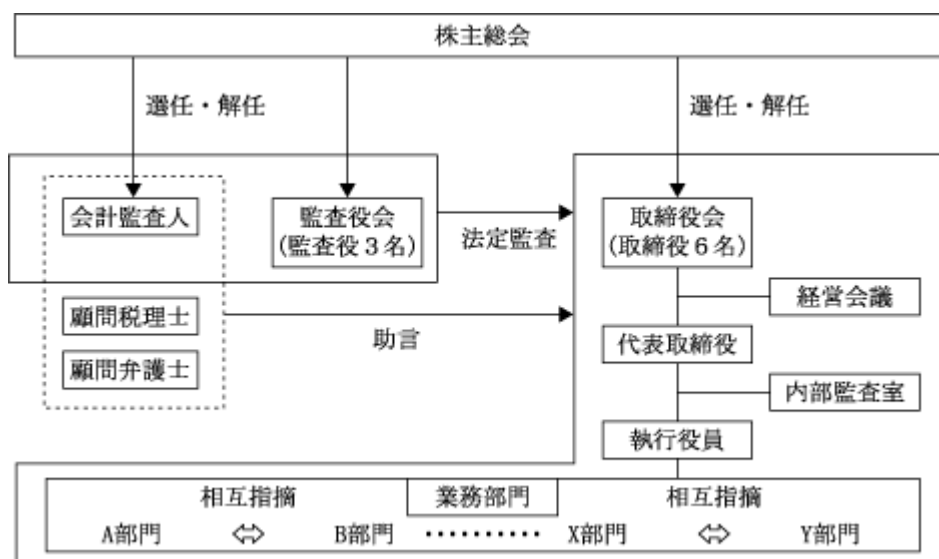 株主総会
選任・解任
選任・解任
会計監査人
監査役会
(監査役3名)
法定監査
取締役会
(取締役6名)
経営会議
顧問税理士
助言
代表取締役
顧問弁護士
内部監査室
執行役員
相互指摘
業務部門
相互指摘
A部門 ⇔ B部門 ・・・・・・・・・・ X部門 ⇔ Y部門